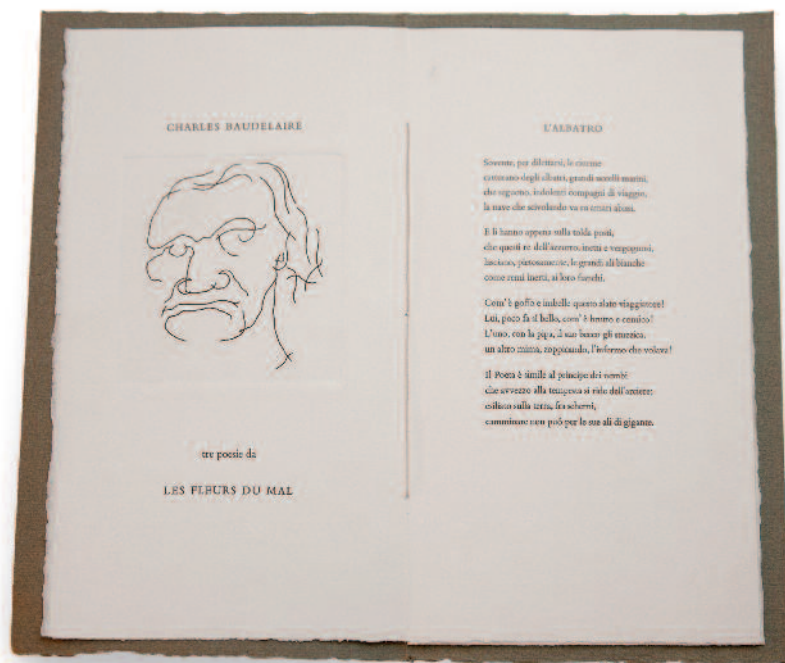 CHARLES BAUDELAIRE
tre poesie da
LES FLEURS DU MAL
L'ALBATRO
Sovente, per dilettarsi, le ciurme
catturano degli albatri, grandi uccelli marini,
che seguono, indolenti compagni di viaggio,
la nave che scivolando va su amari abissi.
E li hanno appena sulla tolda posti,
che questi re dell'azzurro, inetti e vergognosi,
lasciano, pietosamente, le grandi ali bianche
come remi inerti, ai loro fianchi.
Com'è goffo e imbelle questo alato viaggiatore!
Lui, poco fa sì bello, com'è brutto e comico!
L'uno, con la pipa, il suo becco gli stuzzica,
un altro mima, zoppicando, l'infermo che volava!
Il Poeta è simile al principe dei nembi
che avvezzo alla tempesta si ride dell'arciere:
esiliato sulla terra, fra scherni,
camminare non può per le sue ali di gigante.